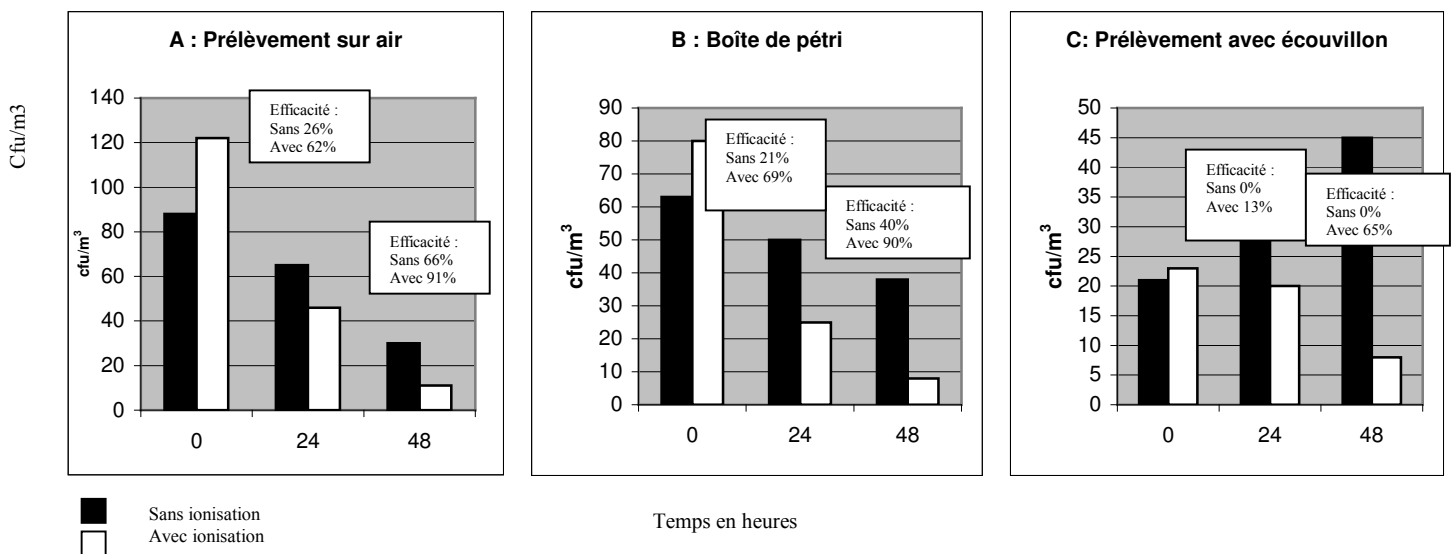 A : Prélèvement sur air
Cfu/m3
cfu/m³
140
120
100
80
60
40
20
0
Efficacité :
Sans 26%
Avec 62%
Efficacité :
Sans 66%
Avec 91%
0 24 48
B : Boîte de pétri
cfu/m³
90
80
70
60
50
40
30
20
10
0
Efficacité :
Sans 21%
Avec 69%
Efficacité :
Sans 40%
Avec 90%
0 24 48
C: Prélèvement avec écouvillon
cfu/m³
50
45
40
35
30
25
20
15
10
5
0
Efficacité :
Sans 0%
Avec 13%
Efficacité :
Sans 0%
Avec 65%
0 24 48
Sans ionisation
Avec ionisation
Temps en heures